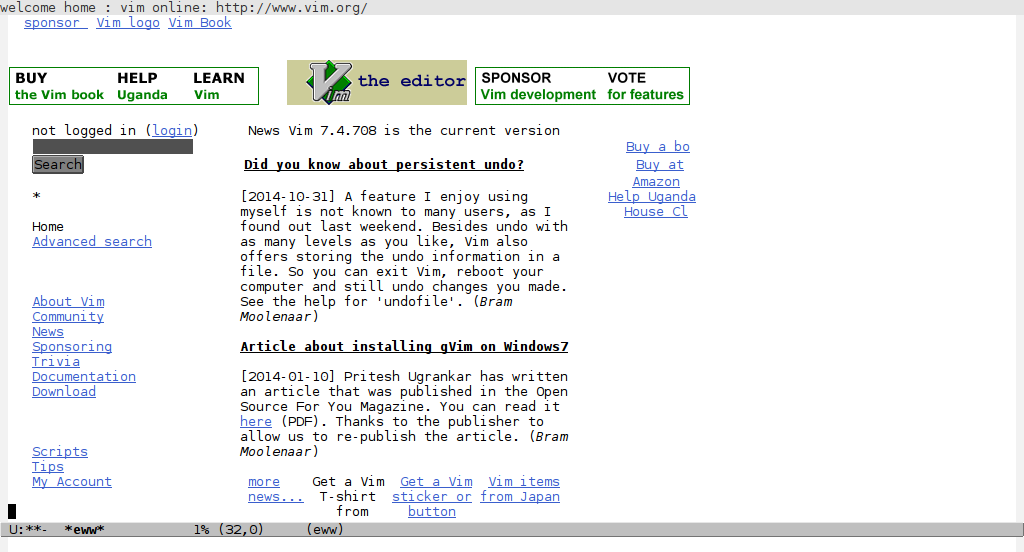 welcome home : vim online: http://www.vim.org/
sponsor Vim logo Vim Book
BUY HELP LEARN
the Vim book Uganda Vim
Vim the editor
SPONSOR VOTE
Vim development for features
not logged in (login)
Search
*
Home
Advanced search
About Vim
Community
News
Sponsoring
Trivia
Documentation
Download
Scripts
Tips
My Account
News Vim 7.4.708 is the current version
Did you know about persistent undo?
[2014-10-31] A feature I enjoy using
myself is not known to many users, as I
found out last weekend. Besides undo with
as many levels as you like, Vim also
offers storing the undo information in a
file. So you can exit Vim, reboot your
computer and still undo changes you made.
See the help for 'undofile'. (Bram
Moolenaar)
Article about installing gVim on Windows7
[2014-01-10] Pritesh Ugrankar has written
an article that was published in the Open
Source For You Magazine. You can read it
here (PDF). Thanks to the publisher to
allow us to re-publish the article. (Bram
Moolenaar)
more
news...
Get a Vim
T-shirt
from
Get a Vim
sticker or
button
Vim items
from Japan
Buy a bo
Buy at
Amazon
Help Uganda
House Cl
U:**- *eww* 1% (32,0) (eww)